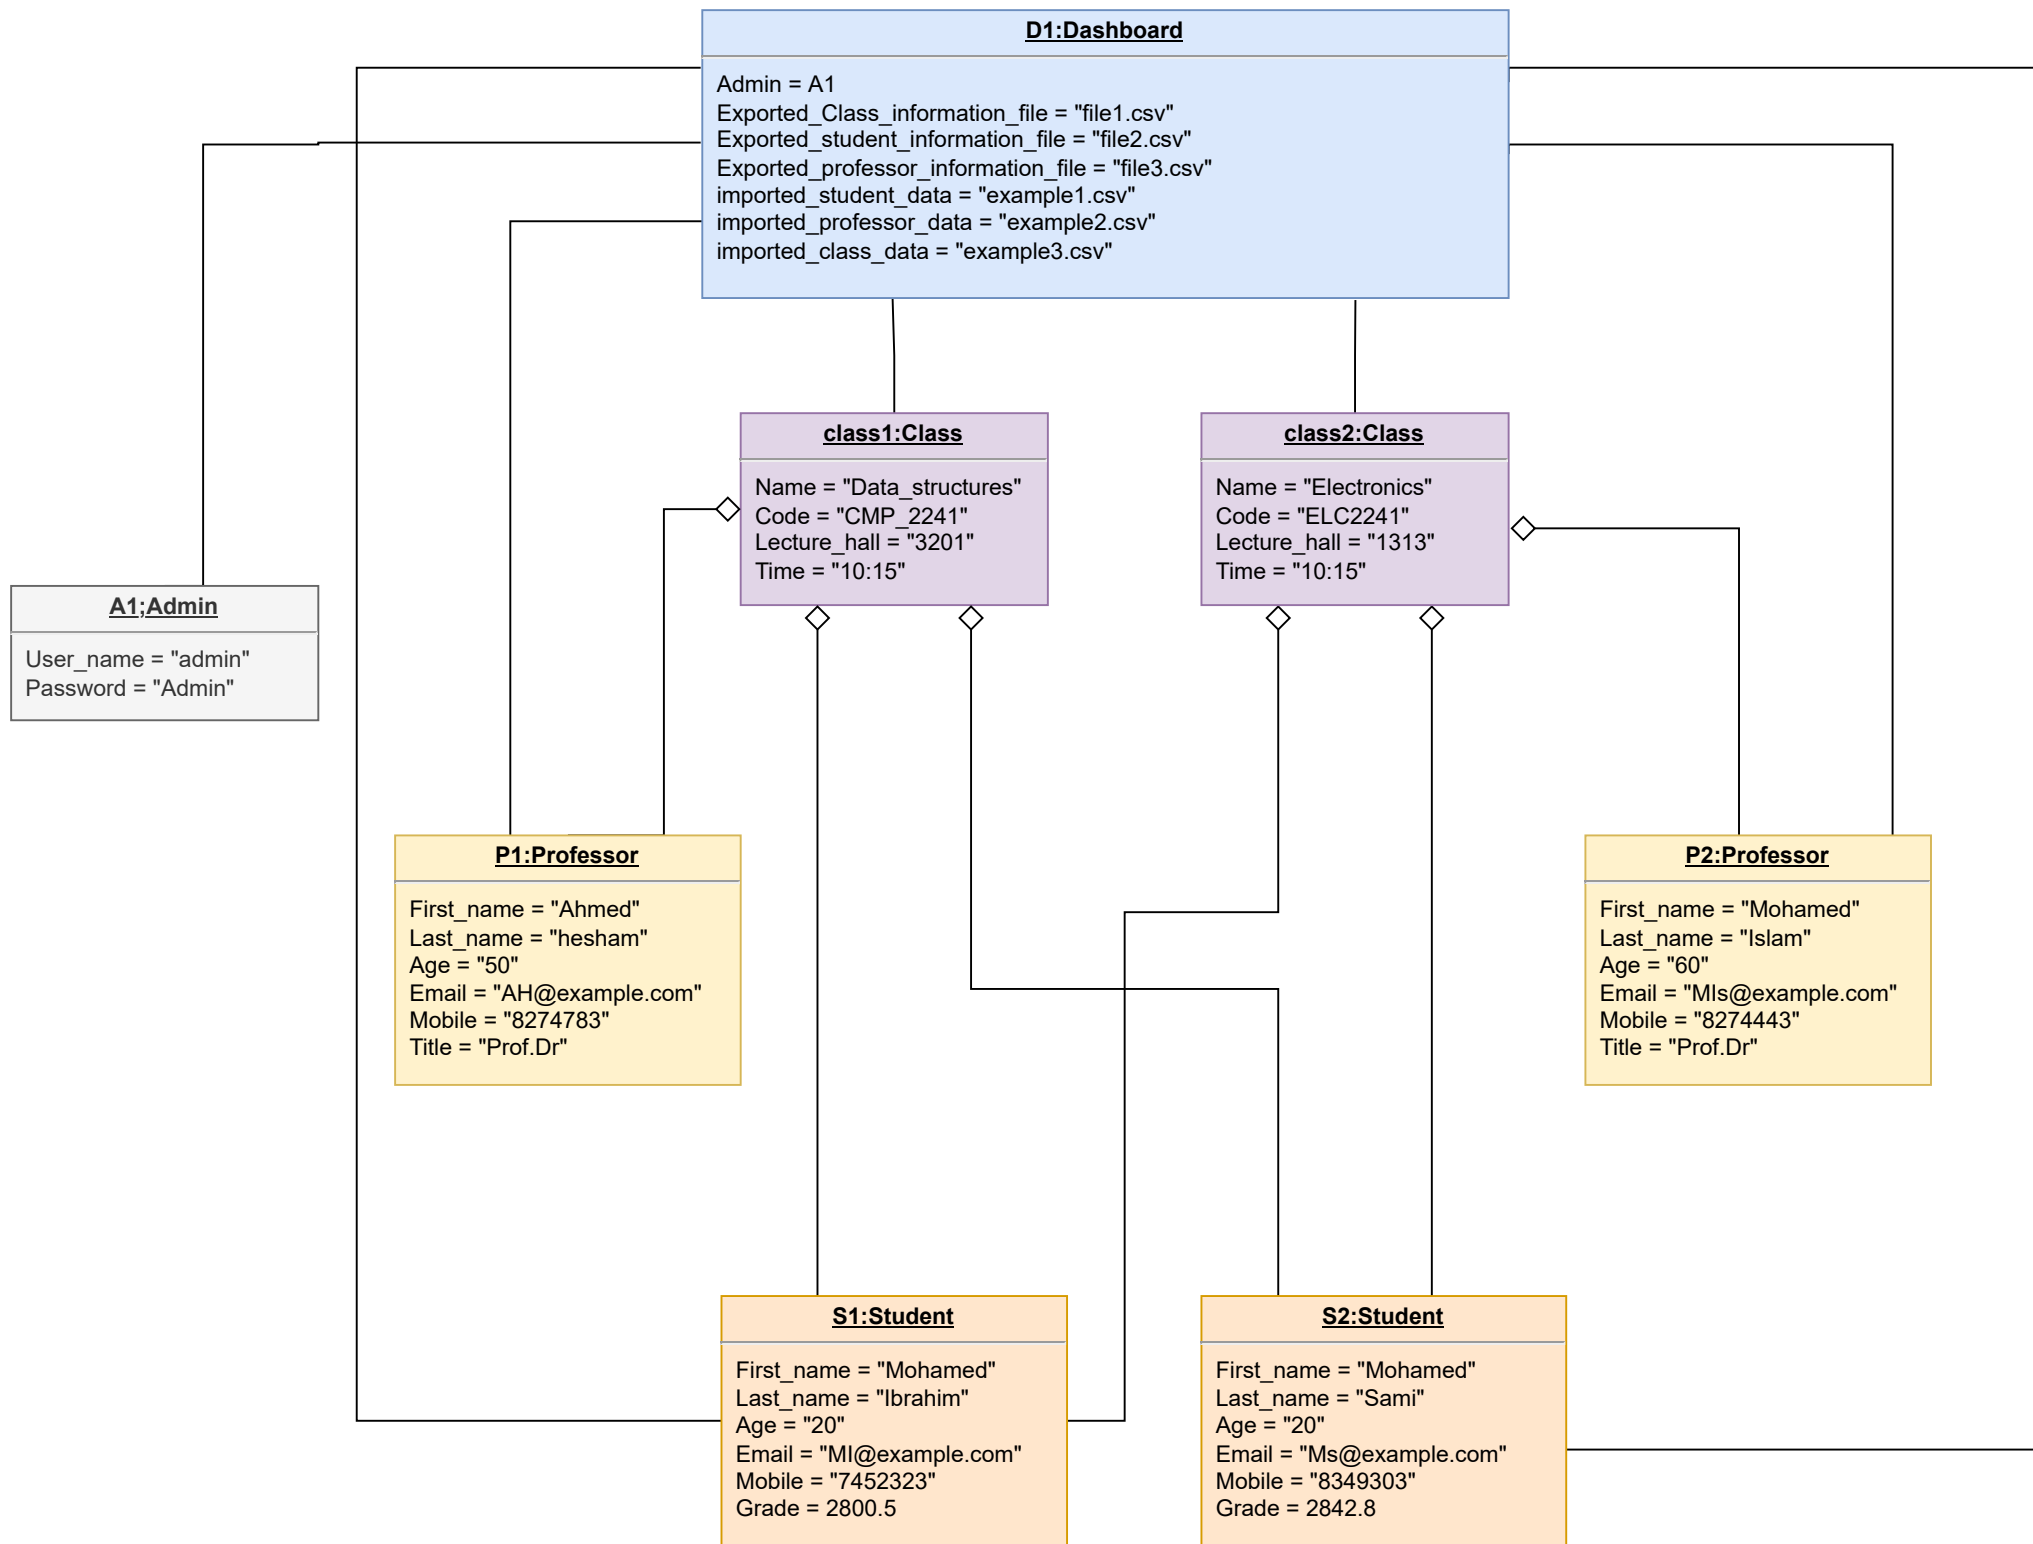 D1:Dashboard
Admin = A1
Exported_Class_information_file = "file1.csv"
Exported_student_information_file = "file2.csv"
Exported_professor_information_file = "file3.csv"
imported_student_data = "example1.csv"
imported_professor_data = "example2.csv"
imported_class_data = "example3.csv"
class1:Class
Name = "Data_structures"
Code = "CMP_2241"
Lecture_hall = "3201"
Time = "10:15"
class2:Class
Name = "Electronics"
Code = "ELC2241"
Lecture_hall = "1313"
Time = "10:15"
A1;Admin
User_name = "admin"
Password = "Admin"
P1:Professor
First_name = "Ahmed"
Last_name = "hesham"
Age = "50"
Email = "AH@example.com"
Mobile = "8274783"
Title = "Prof.Dr"
P2:Professor
First_name = "Mohamed"
Last_name = "Islam"
Age = "60"
Email = "MIs@example.com"
Mobile = "8274443"
Title = "Prof.Dr"
S1:Student
First_name = "Mohamed"
Last_name = "Ibrahim"
Age = "20"
Email = "MI@example.com"
Mobile = "7452323"
Grade = 2800.5
S2:Student
First_name = "Mohamed"
Last_name = "Sami"
Age = "20"
Email = "Ms@example.com"
Mobile = "8349303"
Grade = 2842.8